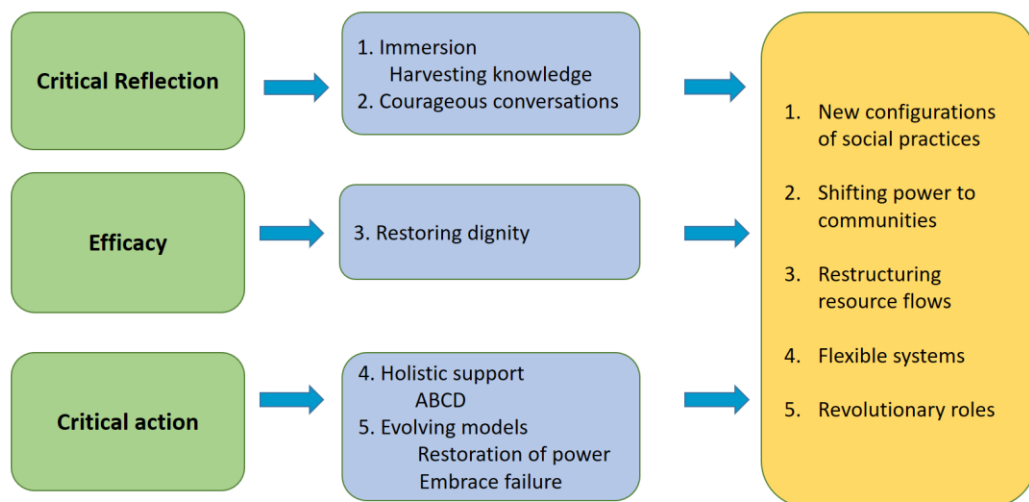 Critical Reflection
1. Immersion
Harvesting knowledge
2. Courageous conversations
Efficacy
3. Restoring dignity
Critical action
4. Holistic support
ABCD
5. Evolving models
Restoration of power
Embrace failure
1. New configurations
of social practices
2. Shifting power to
communities
3. Restructuring
resource flows
4. Flexible systems
5. Revolutionary roles